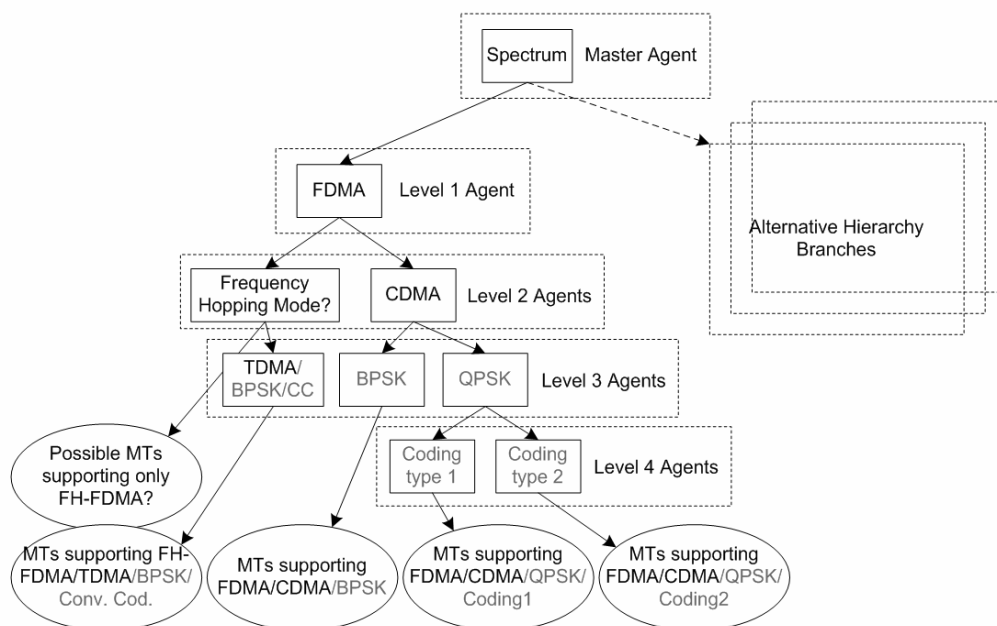 Spectrum
Master Agent
FDMA
Level 1 Agent
Alternative Hierarchy
Branches
Frequency
Hopping Mode?
CDMA
Level 2 Agents
TDMA/
BPSK/CC
BPSK
QPSK
Level 3 Agents
Possible MTs
supporting only
FH-FDMA?
Coding
type 1
Coding
type 2
Level 4 Agents
MTs supporting FH-
FDMA/TDMA/BPSK/
Conv. Cod.
MTs supporting
FDMA/CDMA/BPSK
MTs supporting
FDMA/CDMA/QPSK/
Coding1
MTs supporting
FDMA/CDMA/QPSK/
Coding2